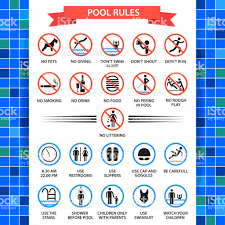 POOL RULES
NO PETS
NO DIVING
DON'T SWIM ALONE
DON'T SHOUT
DON'T RUN
NO SMOKING
NO DRINK
NO FOOD
NO PEEING IN POOL
NO ROUGH PLAY
NO LITTERING
8.30 AM
22.00 PM
USE
RESTROOMS
USE
SLIPPERS
USE CAP AND
GOGGLES
BE CAREFULL
USE THE
STAIRS
SHOWER
BEFORE POOL
CHILDREN ONLY
WITH PARENTS
USE
SWIMSUIT
WATCH YOUR
CHILDREN
iStock